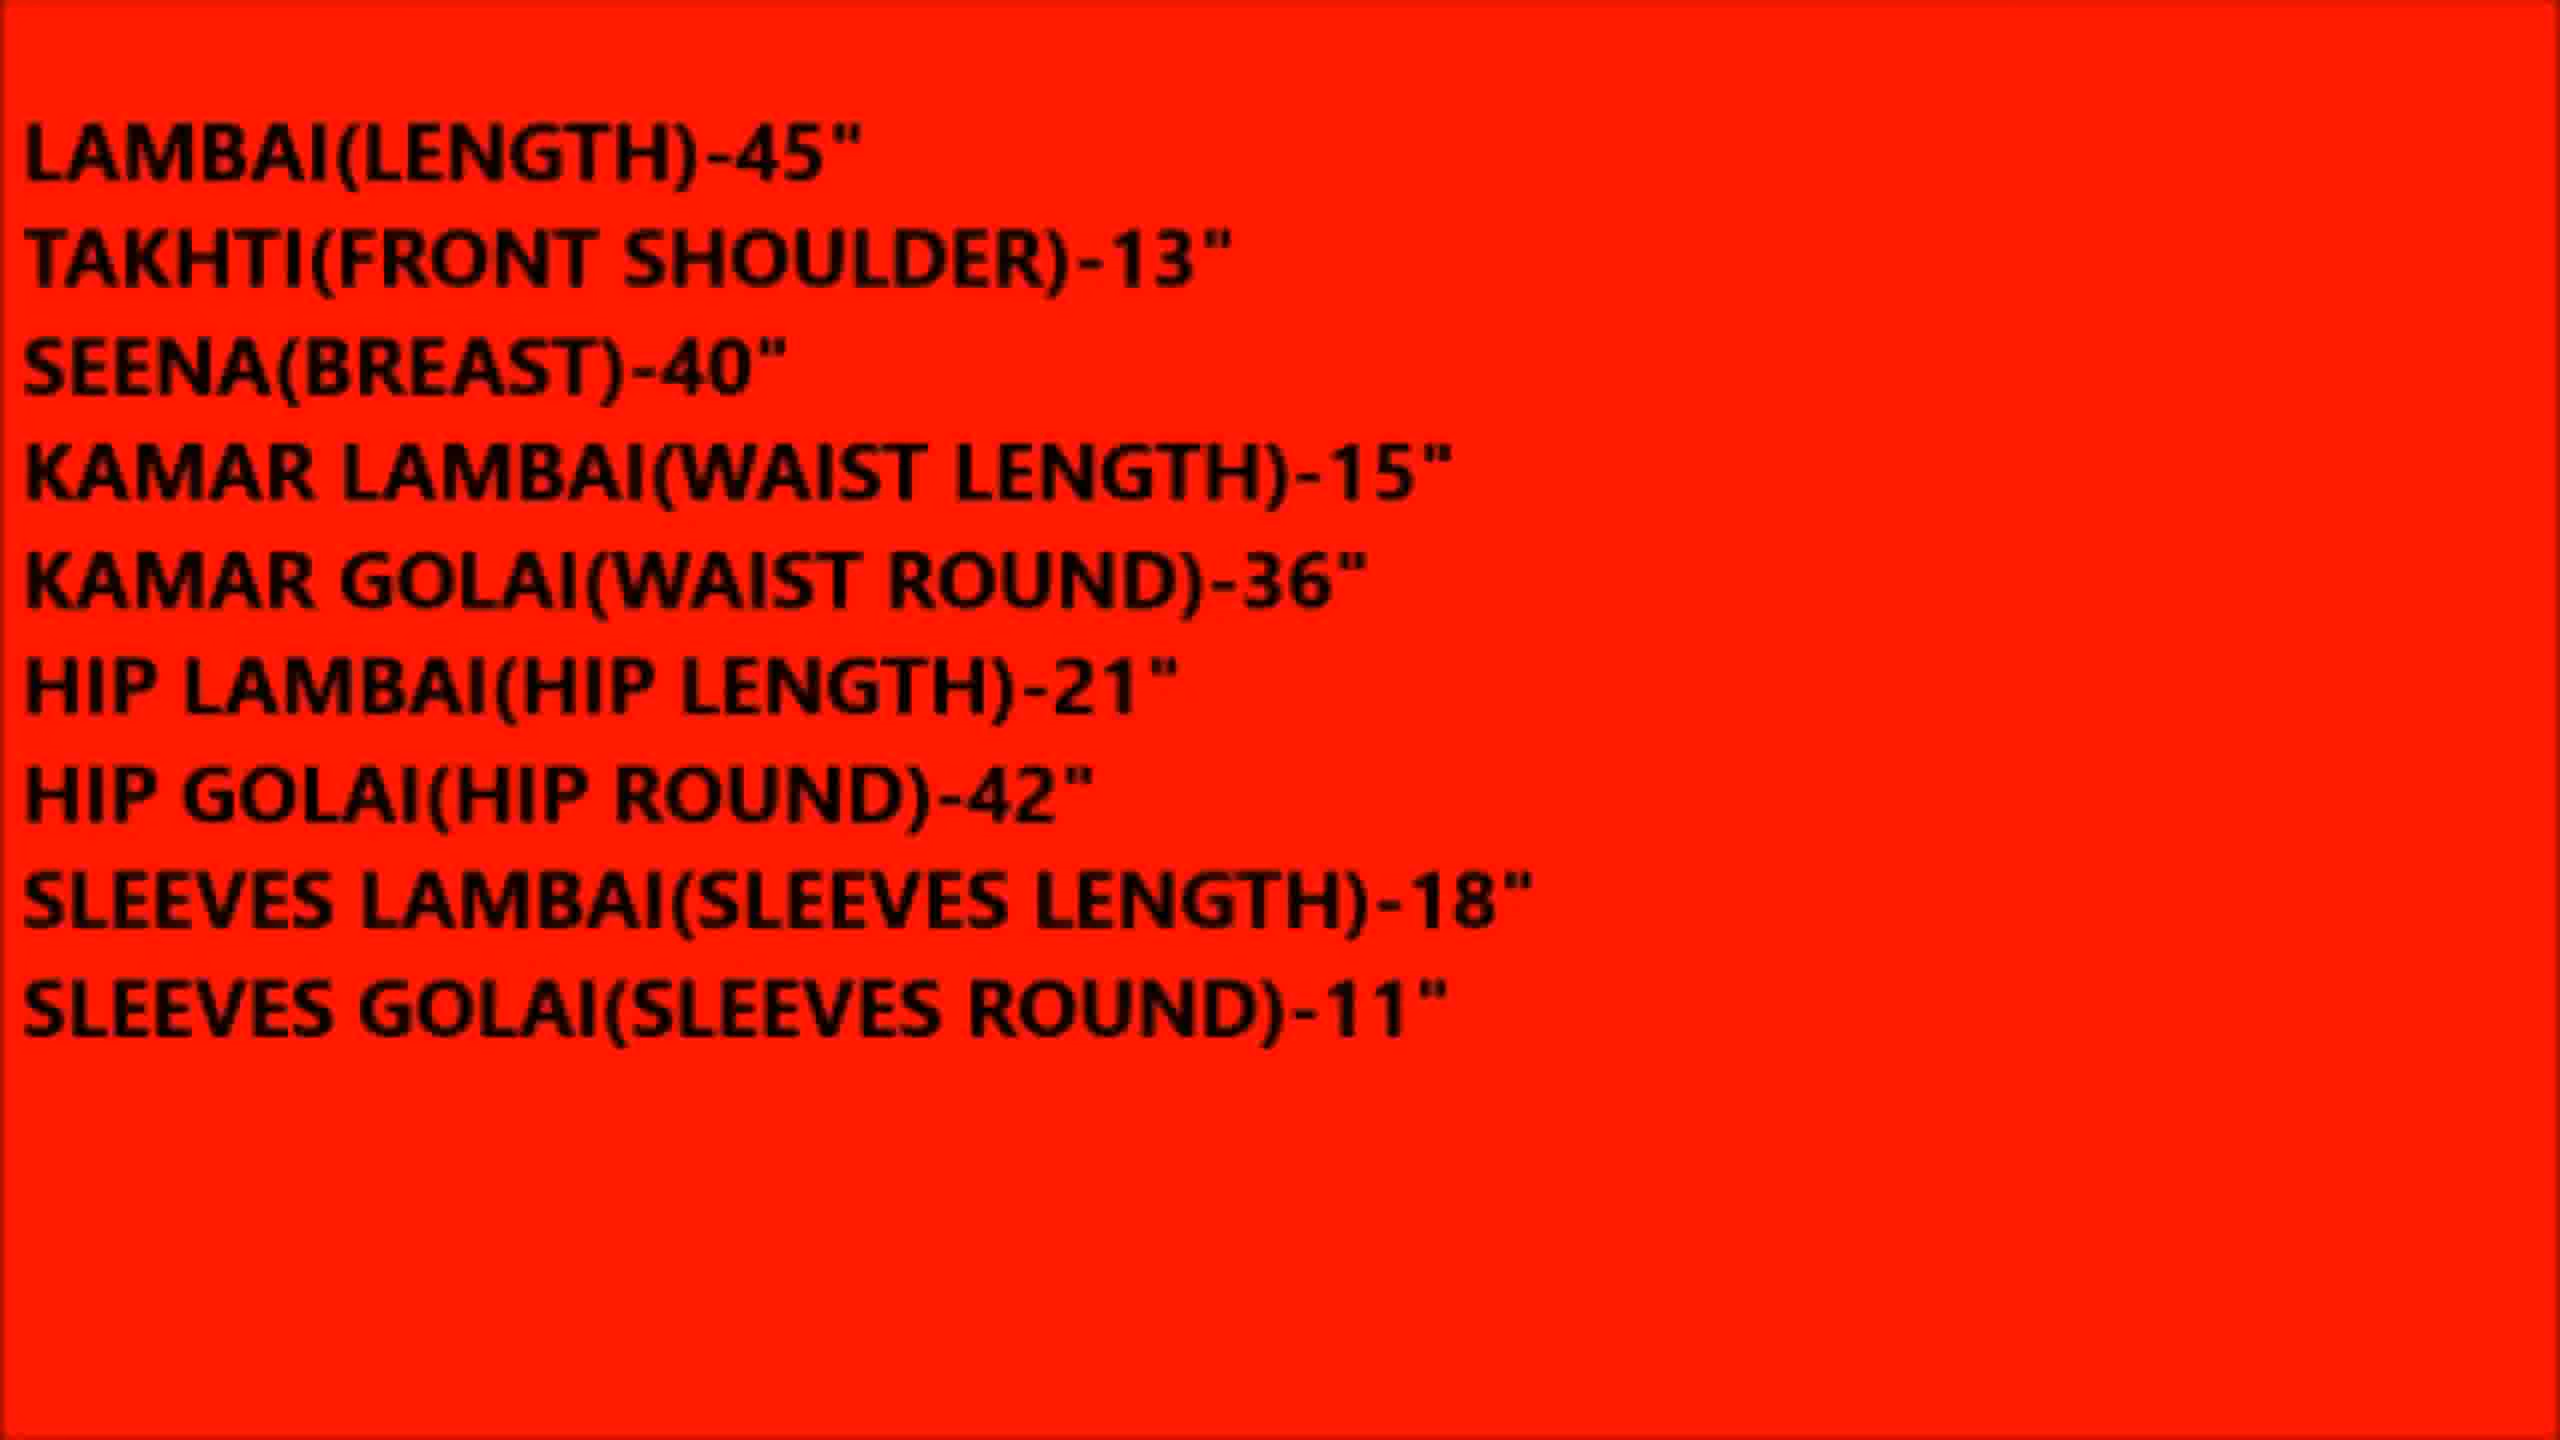 LAMBAI(LENGTH)-45"
TAKHTI(FRONT SHOULDER)-13"
SEENA(BREAST)-40"
KAMAR LAMBAI(WAIST LENGTH)-15"
KAMAR GOLAI(WAIST ROUND)-36"
HIP LAMBAI(HIP LENGTH)-21"
HIP GOLAI(HIP ROUND)-42"
SLEEVES LAMBAI(SLEEVES LENGTH)-18"
SLEEVES GOLAI(SLEEVES ROUND)-11"